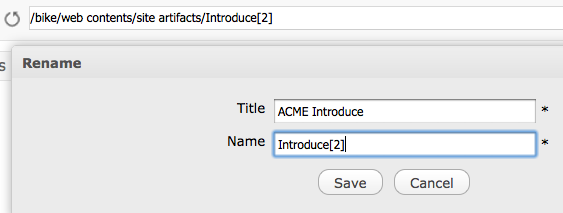 /bike/web contents/site artifacts/Introduce[2]
S
Rename
Title ACME Introduce *
Name Introduce[2] *
Save Cancel